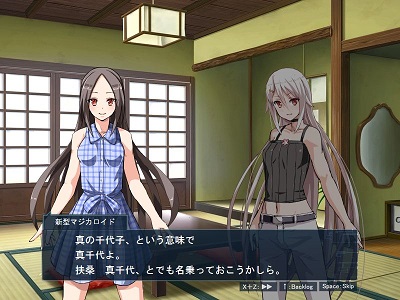 新型マジカロイド
真の千代子、という意味で
真千代よ。
扶桑　真千代、とでも名乗っておこうかしら。
X+Z: ▶▶ ↑:Backlog Space: Skip